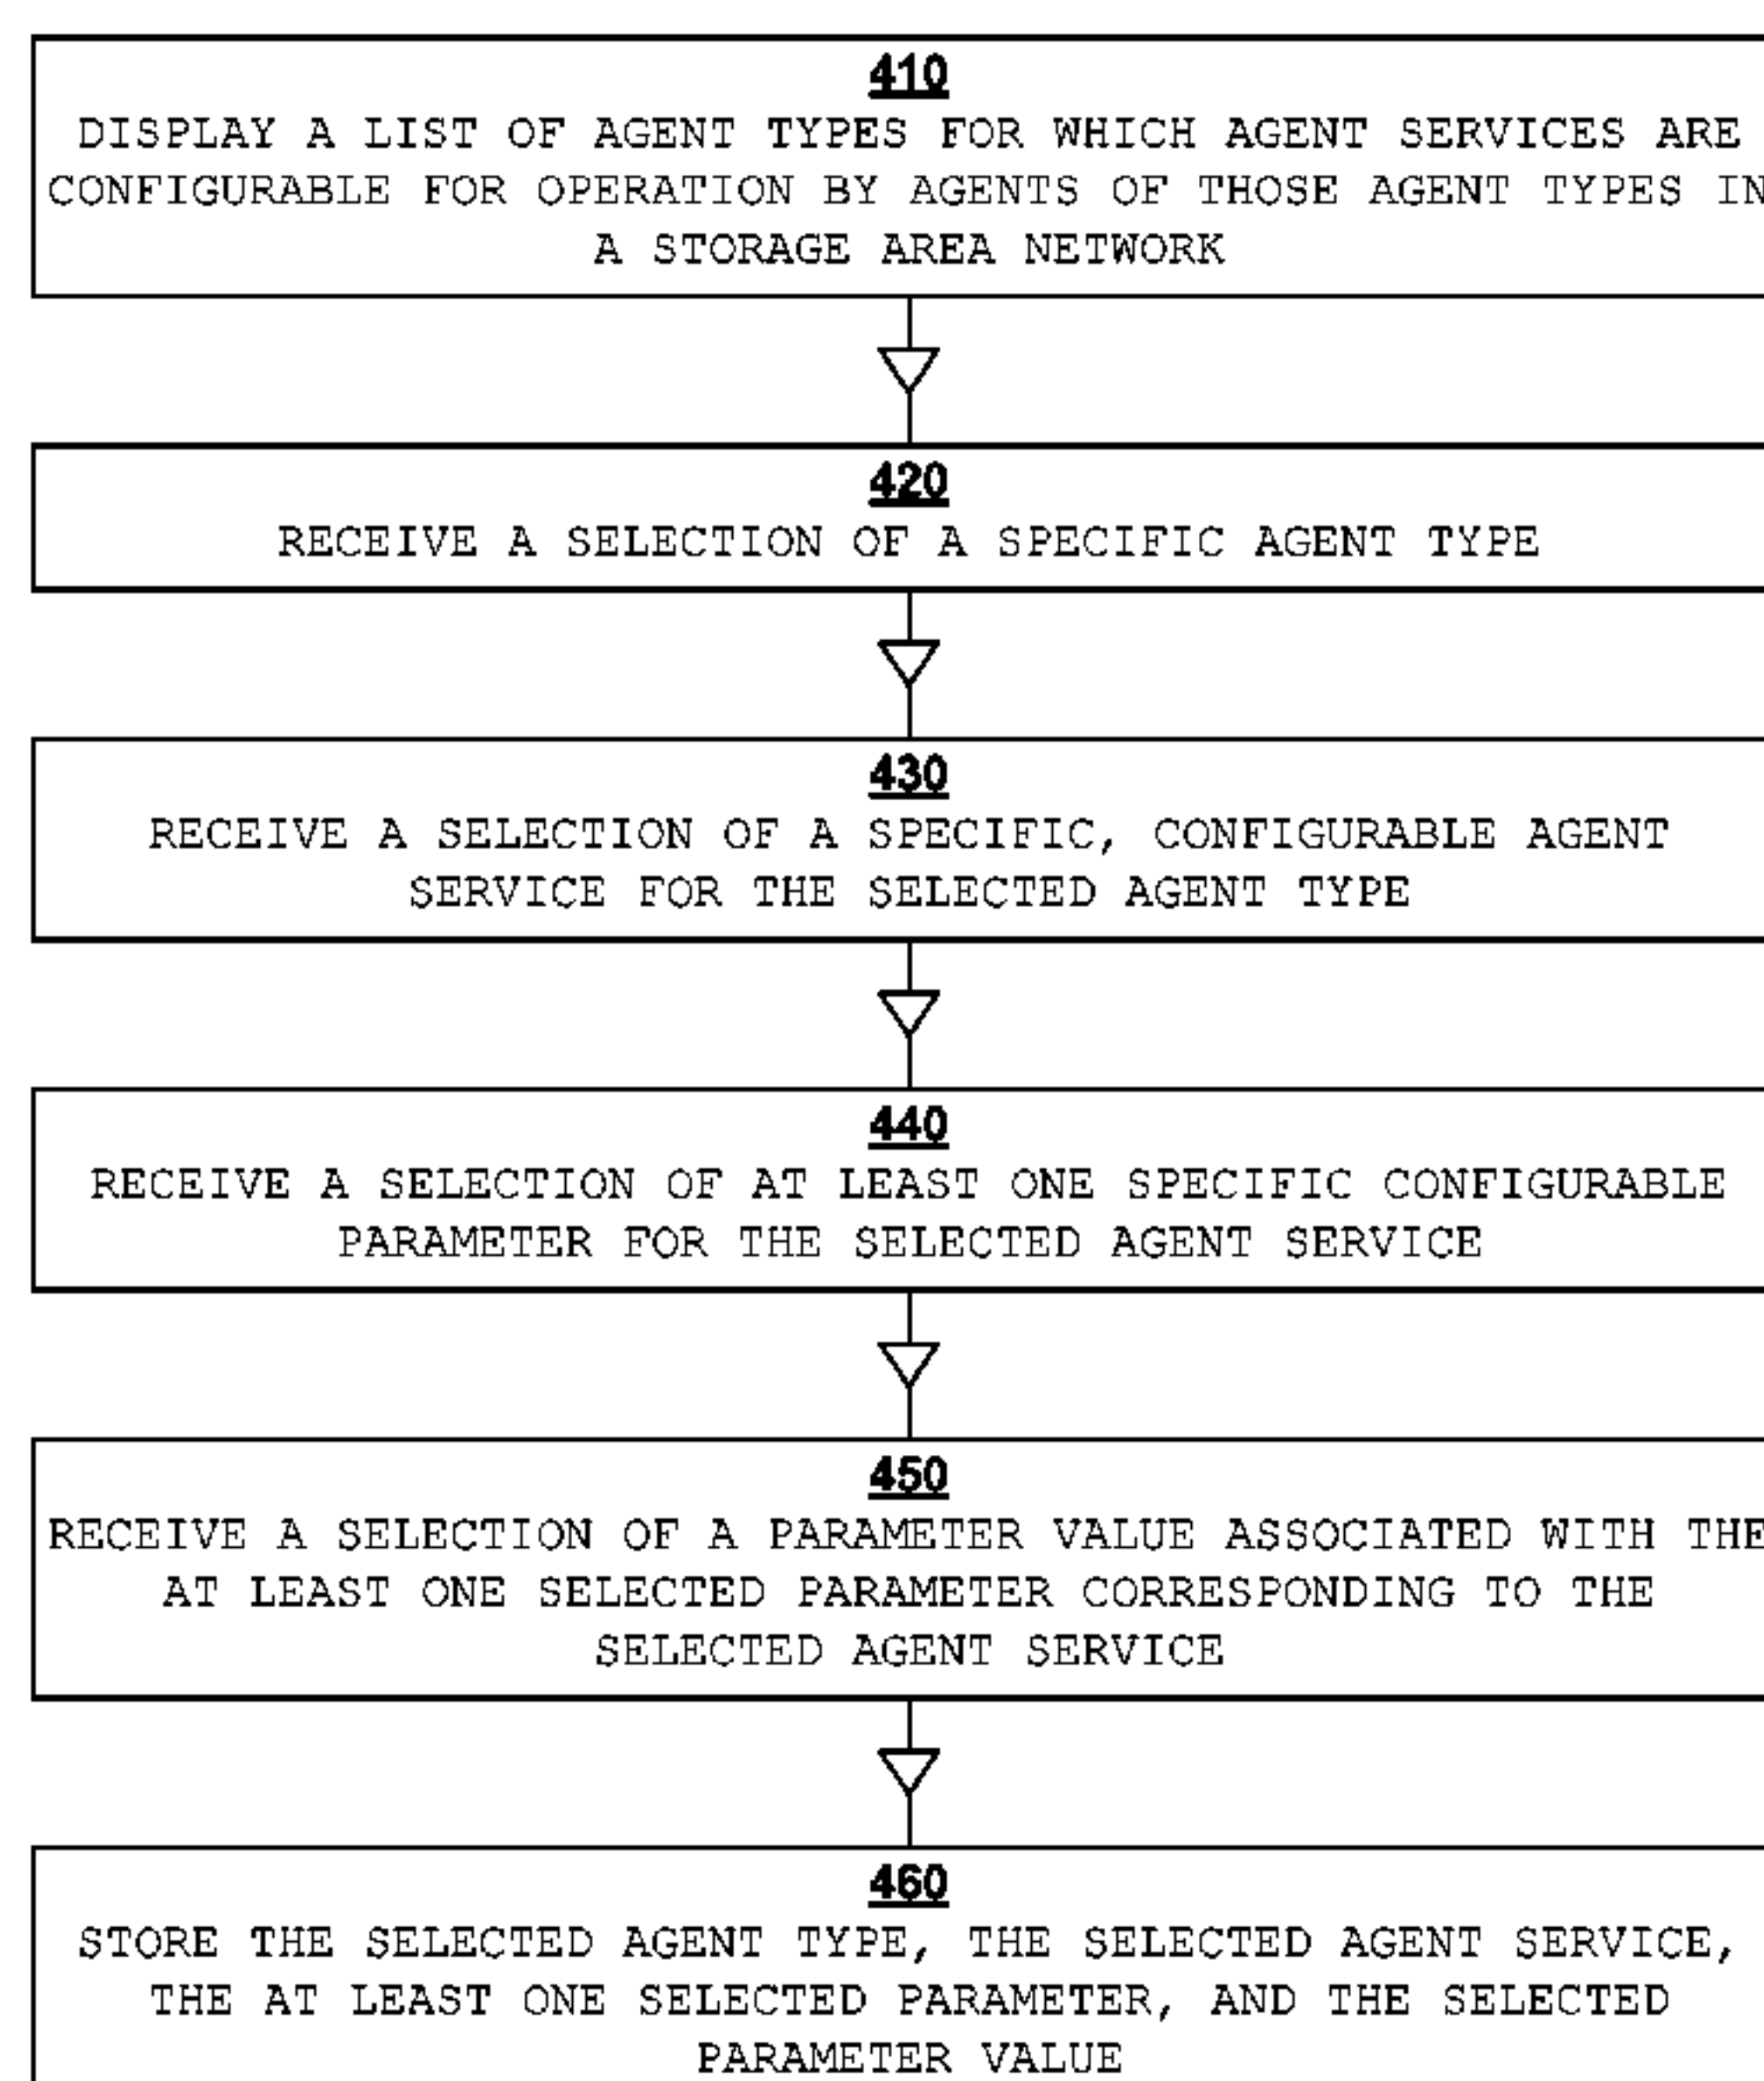 410
DISPLAY A LIST OF AGENT TYPES FOR WHICH AGENT SERVICES ARE
CONFIGURABLE FOR OPERATION BY AGENTS OF THOSE AGENT TYPES IN
A STORAGE AREA NETWORK
420
RECEIVE A SELECTION OF A SPECIFIC AGENT TYPE
430
RECEIVE A SELECTION OF A SPECIFIC, CONFIGURABLE AGENT
SERVICE FOR THE SELECTED AGENT TYPE
440
RECEIVE A SELECTION OF AT LEAST ONE SPECIFIC CONFIGURABLE
PARAMETER FOR THE SELECTED AGENT SERVICE
450
RECEIVE A SELECTION OF A PARAMETER VALUE ASSOCIATED WITH THE
AT LEAST ONE SELECTED PARAMETER CORRESPONDING TO THE
SELECTED AGENT SERVICE
460
STORE THE SELECTED AGENT TYPE, THE SELECTED AGENT SERVICE,
THE AT LEAST ONE SELECTED PARAMETER, AND THE SELECTED
PARAMETER VALUE